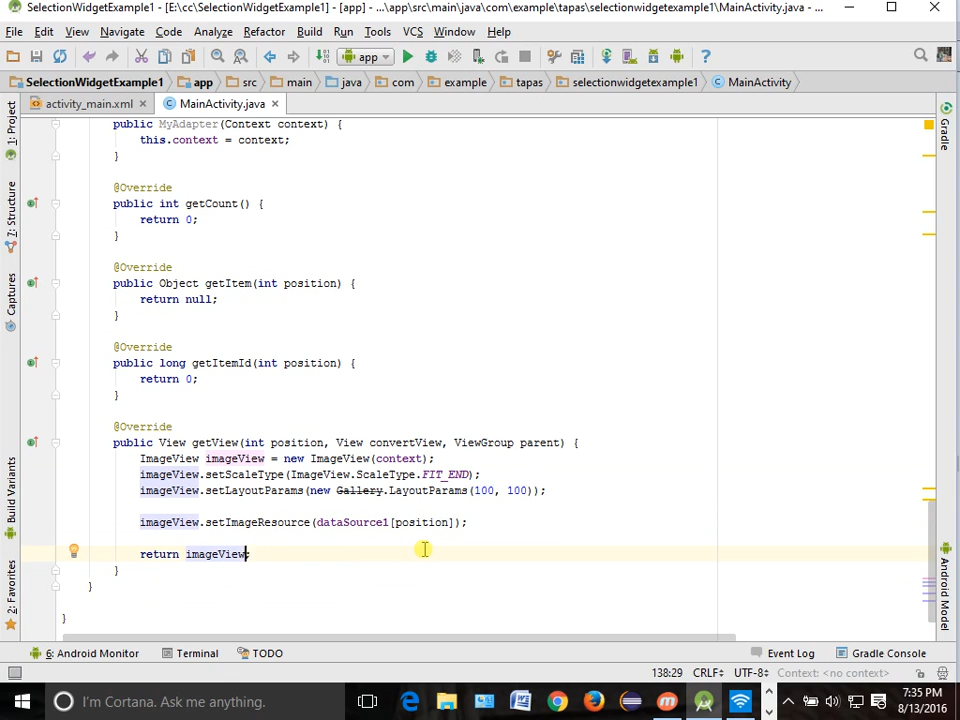 SelectionWidgetExample1 - [E:\cc\SelectionWidgetExample1] - [app] - ...\app\src\main\java\com\example\tapas\selectionwidgetexample1\MainActivity.java - ...
File Edit View Navigate Code Analyze Refactor Build Run Tools VCS Window Help
app
SelectionWidgetExample1 app src main java com example tapas selectionwidgetexample1 MainActivity
activity_main.xml MainActivity.java
1: Project
7: Structure
Captures
Build Variants
2: Favorites
public MyAdapter(Context context) {
this.context = context;
}
@Override
public int getCount() {
return 0;
}
@Override
public Object getItem(int position) {
return null;
}
@Override
public long getItemId(int position) {
return 0;
}
@Override
public View getView(int position, View convertView, ViewGroup parent) {
ImageView imageView = new ImageView(context);
imageView.setScaleType(ImageView.ScaleType.FIT_END);
imageView.setLayoutParams(new Gallery.LayoutParams(100, 100));
imageView.setImageResource(dataSource1[position]);
return imageView;
}
}
}
Gradle
Android Model
6: Android Monitor Terminal TODO Event Log Gradle Console
138:29 CRLF UTF-8 Context: <no context>
I'm Cortana. Ask me anything.
7:35 PM
8/13/2016